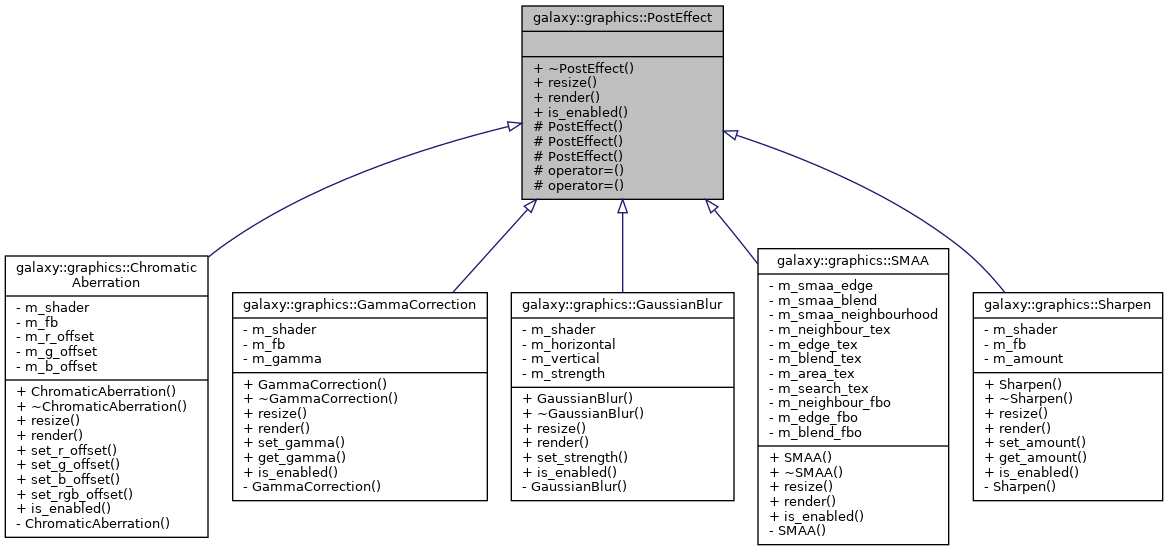 galaxy::graphics::PostEffect
+ ~PostEffect()
+ resize()
+ render()
+ is_enabled()
# PostEffect()
# PostEffect()
# PostEffect()
# operator=()
# operator=()
galaxy::graphics::Chromatic
Aberration
- m_shader
- m_fb
- m_r_offset
- m_g_offset
- m_b_offset
+ ChromaticAberration()
+ ~ChromaticAberration()
+ resize()
+ render()
+ set_r_offset()
+ set_g_offset()
+ set_b_offset()
+ set_rgb_offset()
+ is_enabled()
- ChromaticAberration()
galaxy::graphics::GammaCorrection
- m_shader
- m_fb
- m_gamma
+ GammaCorrection()
+ ~GammaCorrection()
+ resize()
+ render()
+ set_gamma()
+ get_gamma()
+ is_enabled()
- GammaCorrection()
galaxy::graphics::GaussianBlur
- m_shader
- m_horizontal
- m_vertical
- m_strength
+ GaussianBlur()
+ ~GaussianBlur()
+ resize()
+ render()
+ set_strength()
+ is_enabled()
- GaussianBlur()
galaxy::graphics::SMAA
- m_smaa_edge
- m_smaa_blend
- m_smaa_neighbourhood
- m_neighbour_tex
- m_edge_tex
- m_blend_tex
- m_area_tex
- m_search_tex
- m_neighbour_fbo
- m_edge_fbo
- m_blend_fbo
+ SMAA()
+ ~SMAA()
+ resize()
+ render()
+ is_enabled()
- SMAA()
galaxy::graphics::Sharpen
- m_shader
- m_fb
- m_amount
+ Sharpen()
+ ~Sharpen()
+ resize()
+ render()
+ set_amount()
+ get_amount()
+ is_enabled()
- Sharpen()